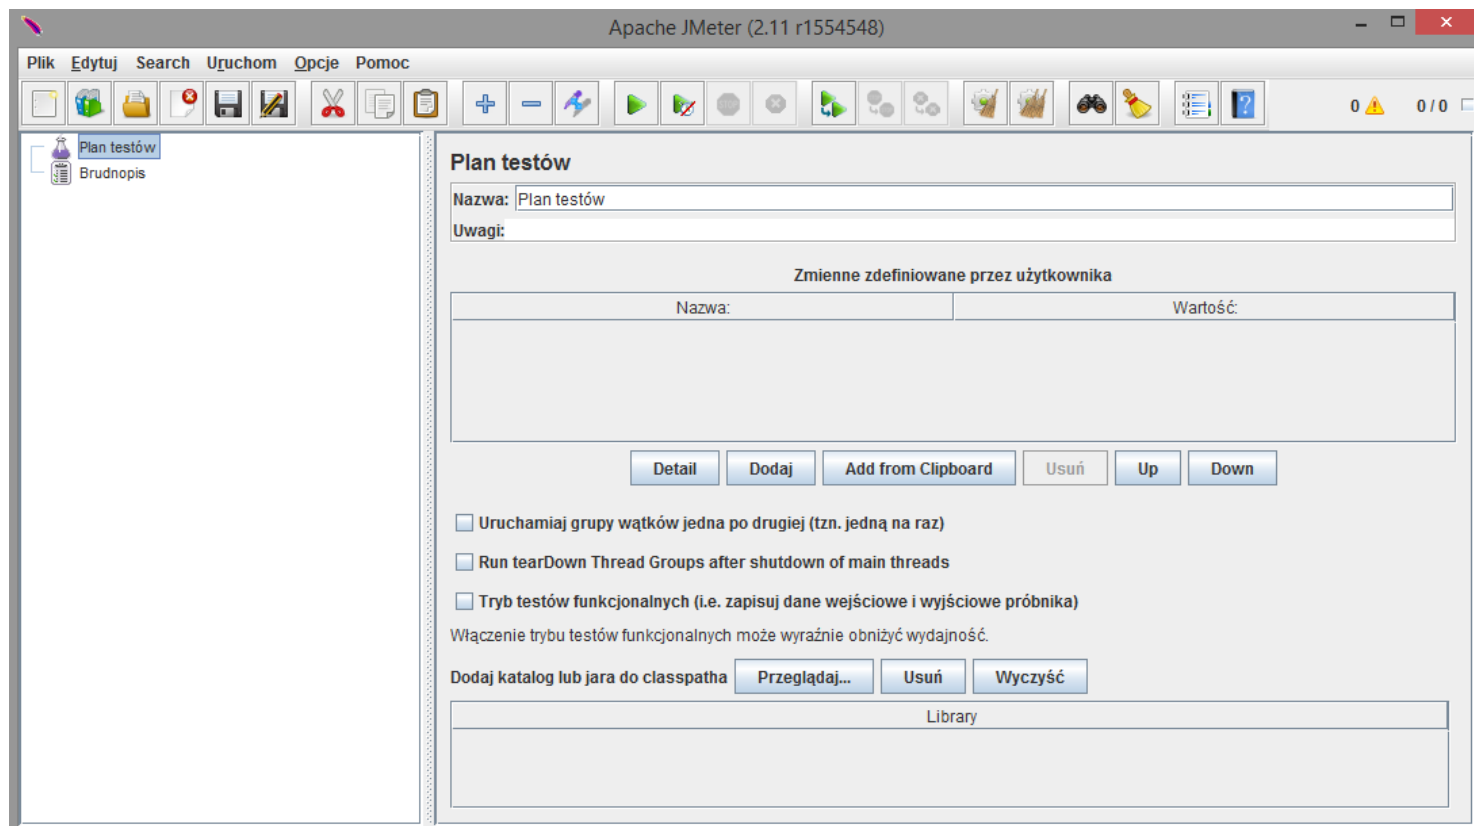 Apache JMeter (2.11 r1554548)
Plik Edytuj Search Uruchom Opcje Pomoc
0 0 / 0
Plan testów
Brudnopis
Plan testów
Nazwa: Plan testów
Uwagi:
Zmienne zdefiniowane przez użytkownika
Nazwa: Wartość:
Detail Dodaj Add from Clipboard Usuń Up Down
Uruchamiaj grupy wątków jedna po drugiej (tzn. jedną na raz)
Run tearDown Thread Groups after shutdown of main threads
Tryb testów funkcjonalnych (i.e. zapisuj dane wejściowe i wyjściowe próbnika)
Włączenie trybu testów funkcjonalnych może wyraźnie obniżyć wydajność.
Dodaj katalog lub jara do classpatha Przeglądaj... Usuń Wyczyść
Library